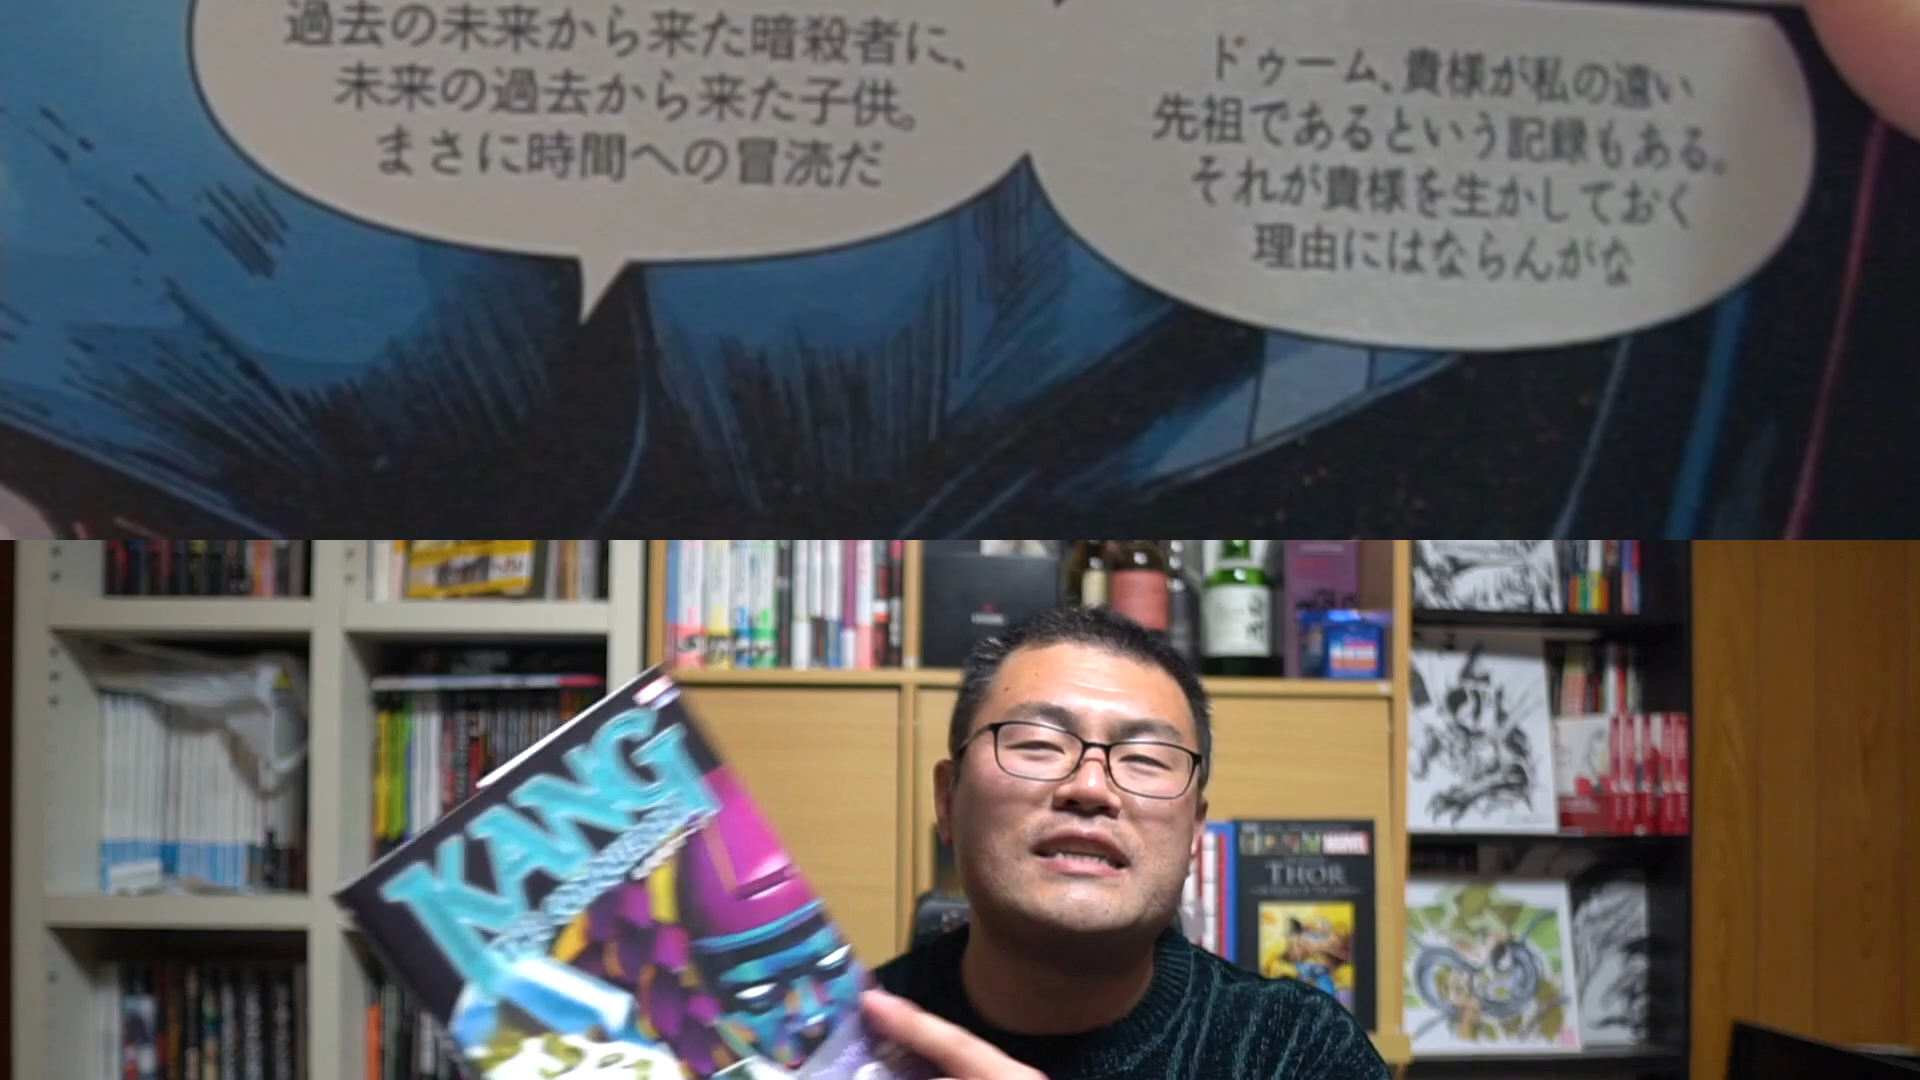 過去の未来から来た暗殺者に、
未来の過去から来た子供。
まさに時間への冒涜だ
ドゥーム、貴様が私の遠い
先祖であるという記録もある。
それが貴様を生かしておく
理由にはならんがな
KANG
MARVEL
THOR